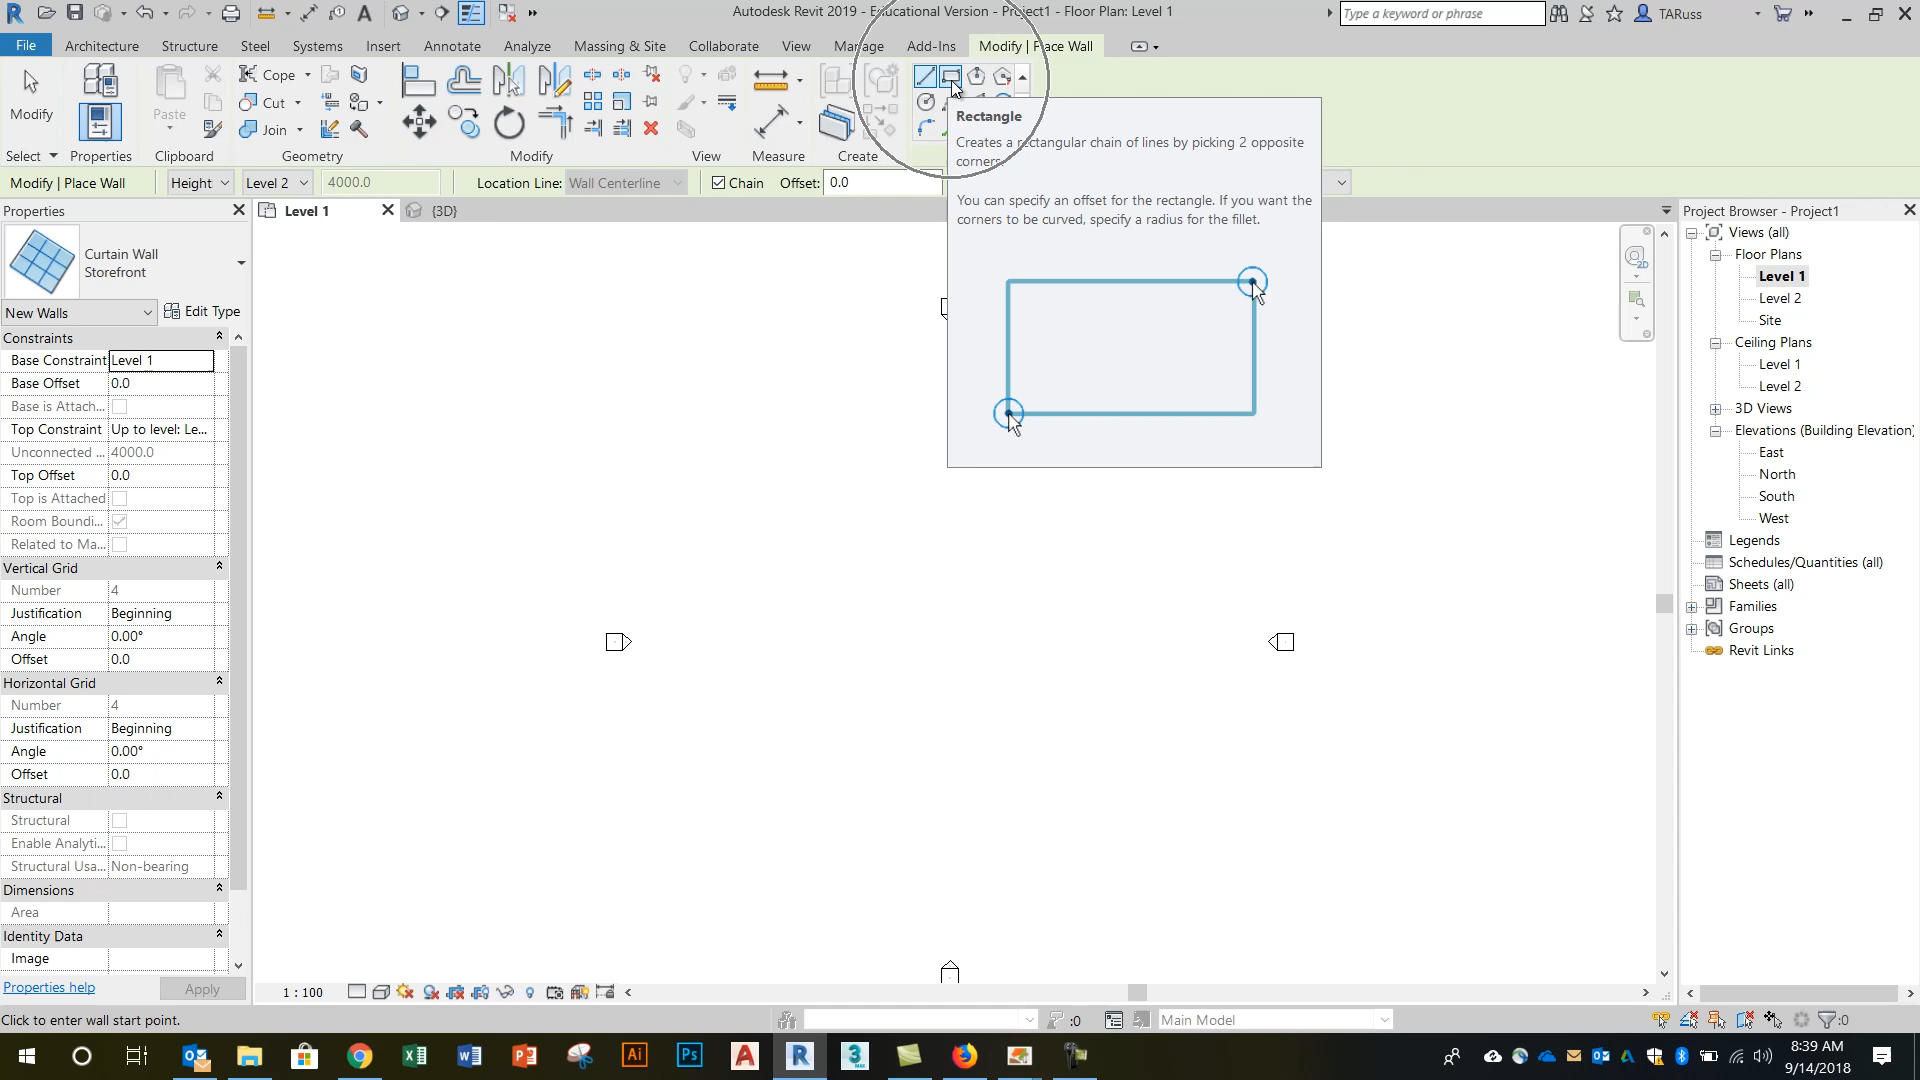 Autodesk Revit 2019 - Educational Version - Project1 - Floor Plan: Level 1
Type a keyword or phrase
TARuss
File
Architecture
Structure
Steel
Systems
Insert
Annotate
Analyze
Massing & Site
Collaborate
View
Manage
Add-Ins
Modify | Place Wall
Modify
Paste
Cope
Cut
Join
Select
Properties
Clipboard
Geometry
Modify
View
Measure
Create
Rectangle
Creates a rectangular chain of lines by picking 2 opposite
corners.
You can specify an offset for the rectangle. If you want the
corners to be curved, specify a radius for the fillet.
Modify | Place Wall
Height
Level 2
4000.0
Location Line:
Wall Centerline
Chain
Offset:
0.0
Properties
Level 1
{3D}
Curtain Wall
Storefront
New Walls
Edit Type
Constraints
Base Constraint Level 1
Base Offset 0.0
Base is Attach...
Top Constraint Up to level: Le...
Unconnected ... 4000.0
Top Offset 0.0
Top is Attached
Room Boundi...
Related to Ma...
Vertical Grid
Number 4
Justification Beginning
Angle 0.00°
Offset 0.0
Horizontal Grid
Number 4
Justification Beginning
Angle 0.00°
Offset 0.0
Structural
Structural
Enable Analyti...
Structural Usa... Non-bearing
Dimensions
Area
Identity Data
Image
Properties help
Apply
2D
Project Browser - Project1
Views (all)
Floor Plans
Level 1
Level 2
Site
Ceiling Plans
Level 1
Level 2
3D Views
Elevations (Building Elevation)
East
North
South
West
Legends
Schedules/Quantities (all)
Sheets (all)
Families
Groups
Revit Links
1 : 100
Click to enter wall start point.
:0
Main Model
:0
8:39 AM
9/14/2018